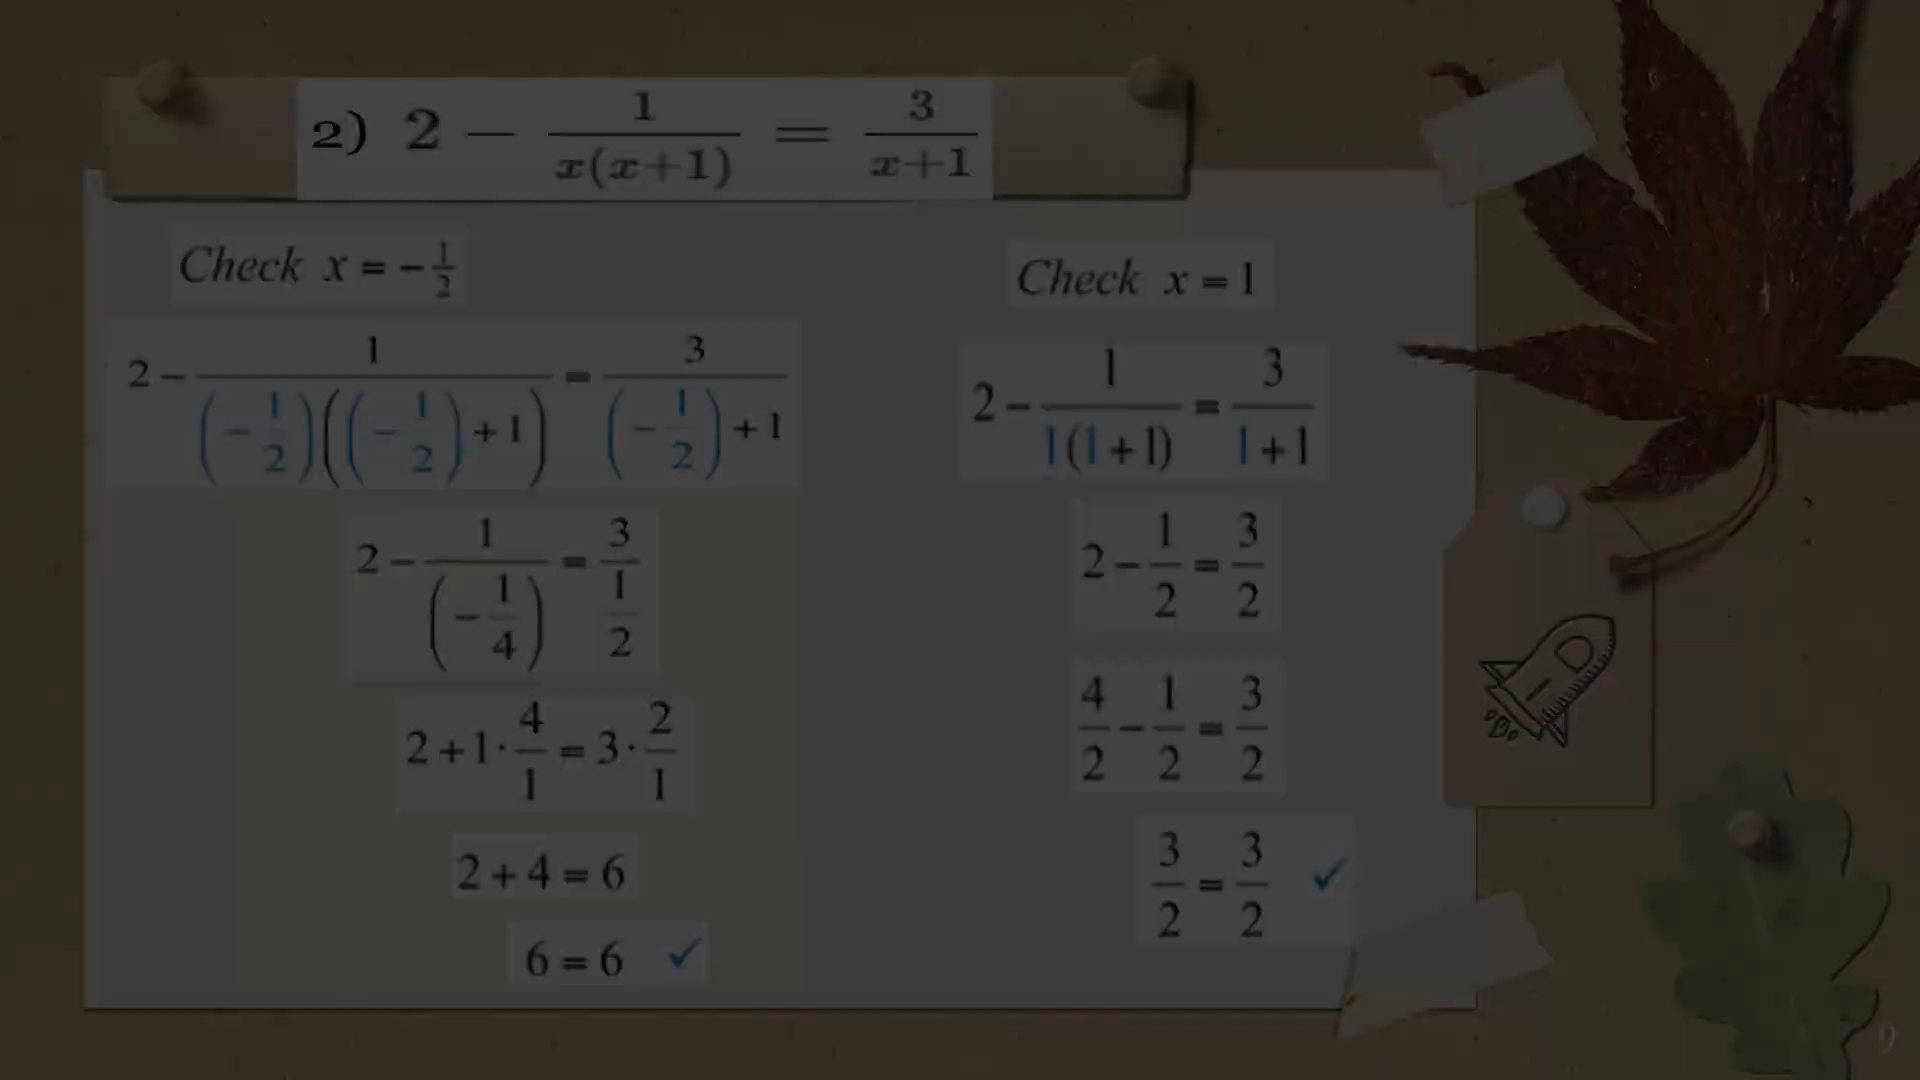 2) 2 − 1/(x(x+1)) = 3/(x+1)
Check x = −1/2
2 − 1/((−1/2)((−1/2)+1)) = 3/((−1/2)+1)
2 − 1/(−1/4) = 3/(1/2)
2 + 1 · 4/1 = 3 · 2/1
2 + 4 = 6
6 = 6 ✓
Check x = 1
2 − 1/(1(1+1)) = 3/(1+1)
2 − 1/2 = 3/2
4/2 − 1/2 = 3/2
3/2 = 3/2 ✓
9